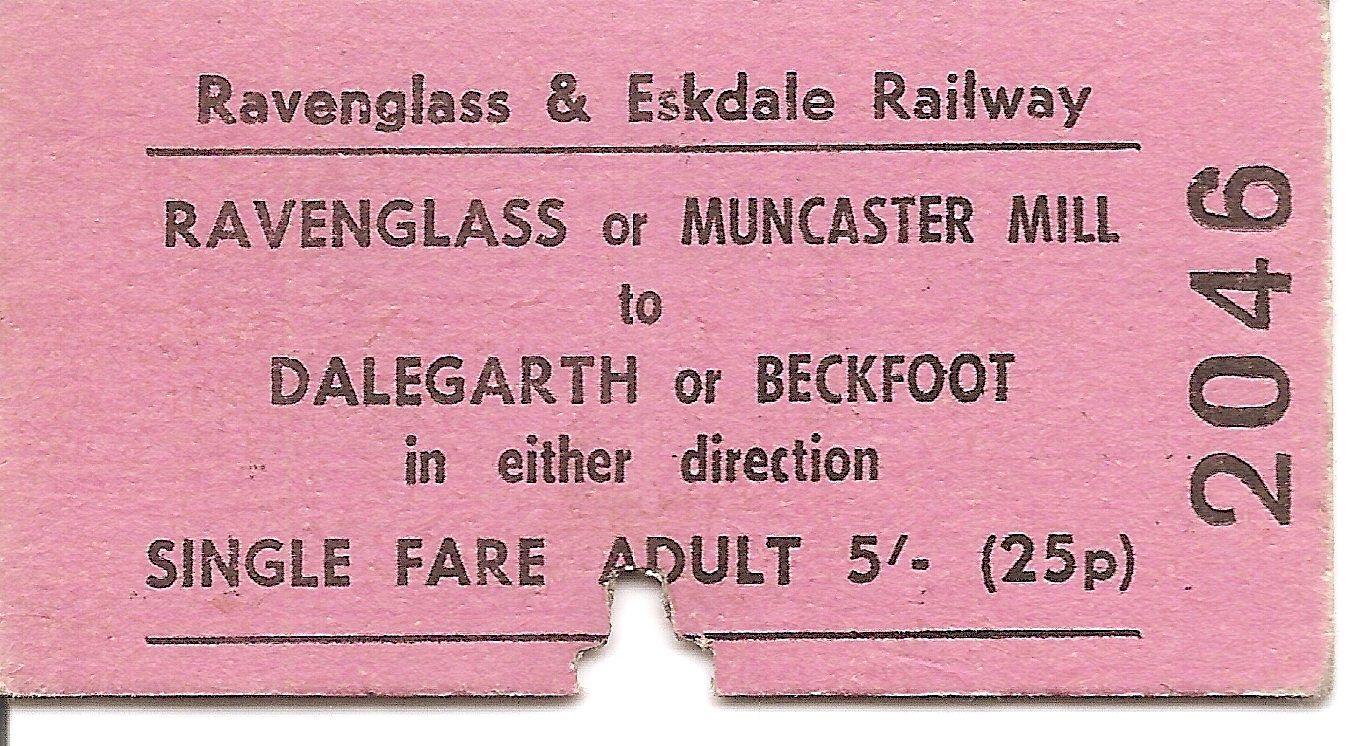 Ravenglass & Eskdale Railway
RAVENGLASS or MUNCASTER MILL
to
DALEGARTH or BECKFOOT
in either direction
SINGLE FARE ADULT 5/- (25p)
2046